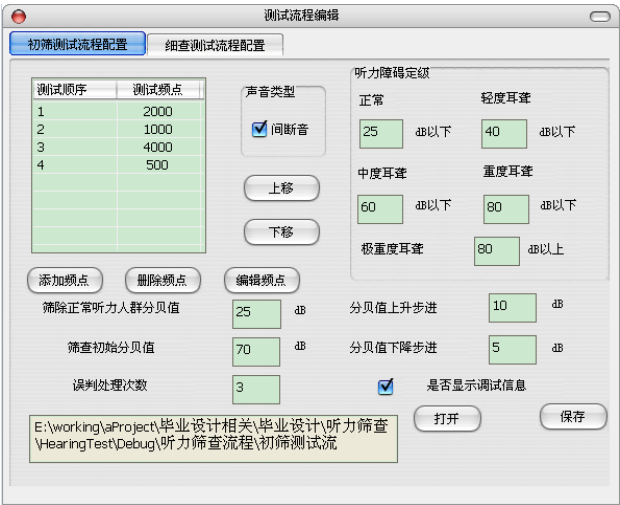 测试流程编辑
初筛测试流程配置 细查测试流程配置
测试顺序 测试频点
1 2000
2 1000
3 4000
4 500
声音类型
间断音
上移
下移
听力障碍定级
正常 轻度耳聋
25 dB以下 40 dB以下
中度耳聋 重度耳聋
60 dB以下 80 dB以下
极重度耳聋 80 dB以上
添加频点 删除频点 编辑频点
筛除正常听力人群分贝值 25 dB 分贝值上升步进 10 dB
筛查初始分贝值 70 dB 分贝值下降步进 5 dB
误判处理次数 3 是否显示调试信息
E:\working\aProject\毕业设计相关\毕业设计\听力筛查
\HearingTest\Debug\听力筛查流程\初筛测试流
打开 保存